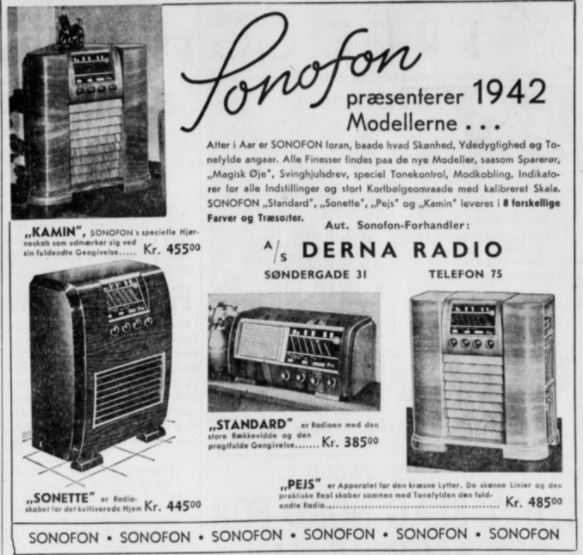 Sonofon
præsenterer 1942
Modellerne ...
Atter i Aar er SONOFON foran, baade hvad Skønhed, Ydedygtighed og To-
nefylde angaar. Alle Finesser findes paa de nye Modeller, saasom Sparerør,
„Magisk Øje", Svinghjulsdrev, speciel Tonekontrol, Modkobling, Indikato-
rer for alle Indstillinger og stort Kortbølgeomraade med kalibreret Skala.
SONOFON „Standard", „Sonette", „Pejs" og „Kamin" leveres i 8 forskellige
Farver og Træsorter.
Aut. Sonofon-Forhandler:
A/s DERNA RADIO
SØNDERGADE 31 TELEFON 75
„KAMIN", SONOFON's specielle Hjør-
neskab som udmærker sig ved
sin fuldendte Gengivelse..... Kr. 45500
„STANDARD" er Radioen med den
store Rækkevidde og den
pragtfulde Gengivelse....... Kr. 38500
„SONETTE" er Radio-
skabet for det kultiverede Hjem Kr. 44500
„PEJS" er Apparatet for den kræsne Lytter. De skønne Linier og den
praktiske Reol skaber sammen med Tonefylden den fuld-
endte Radio........................................ Kr. 48500
SONOFON • SONOFON • SONOFON • SONOFON • SONOFON • SONOFON • SONOFON